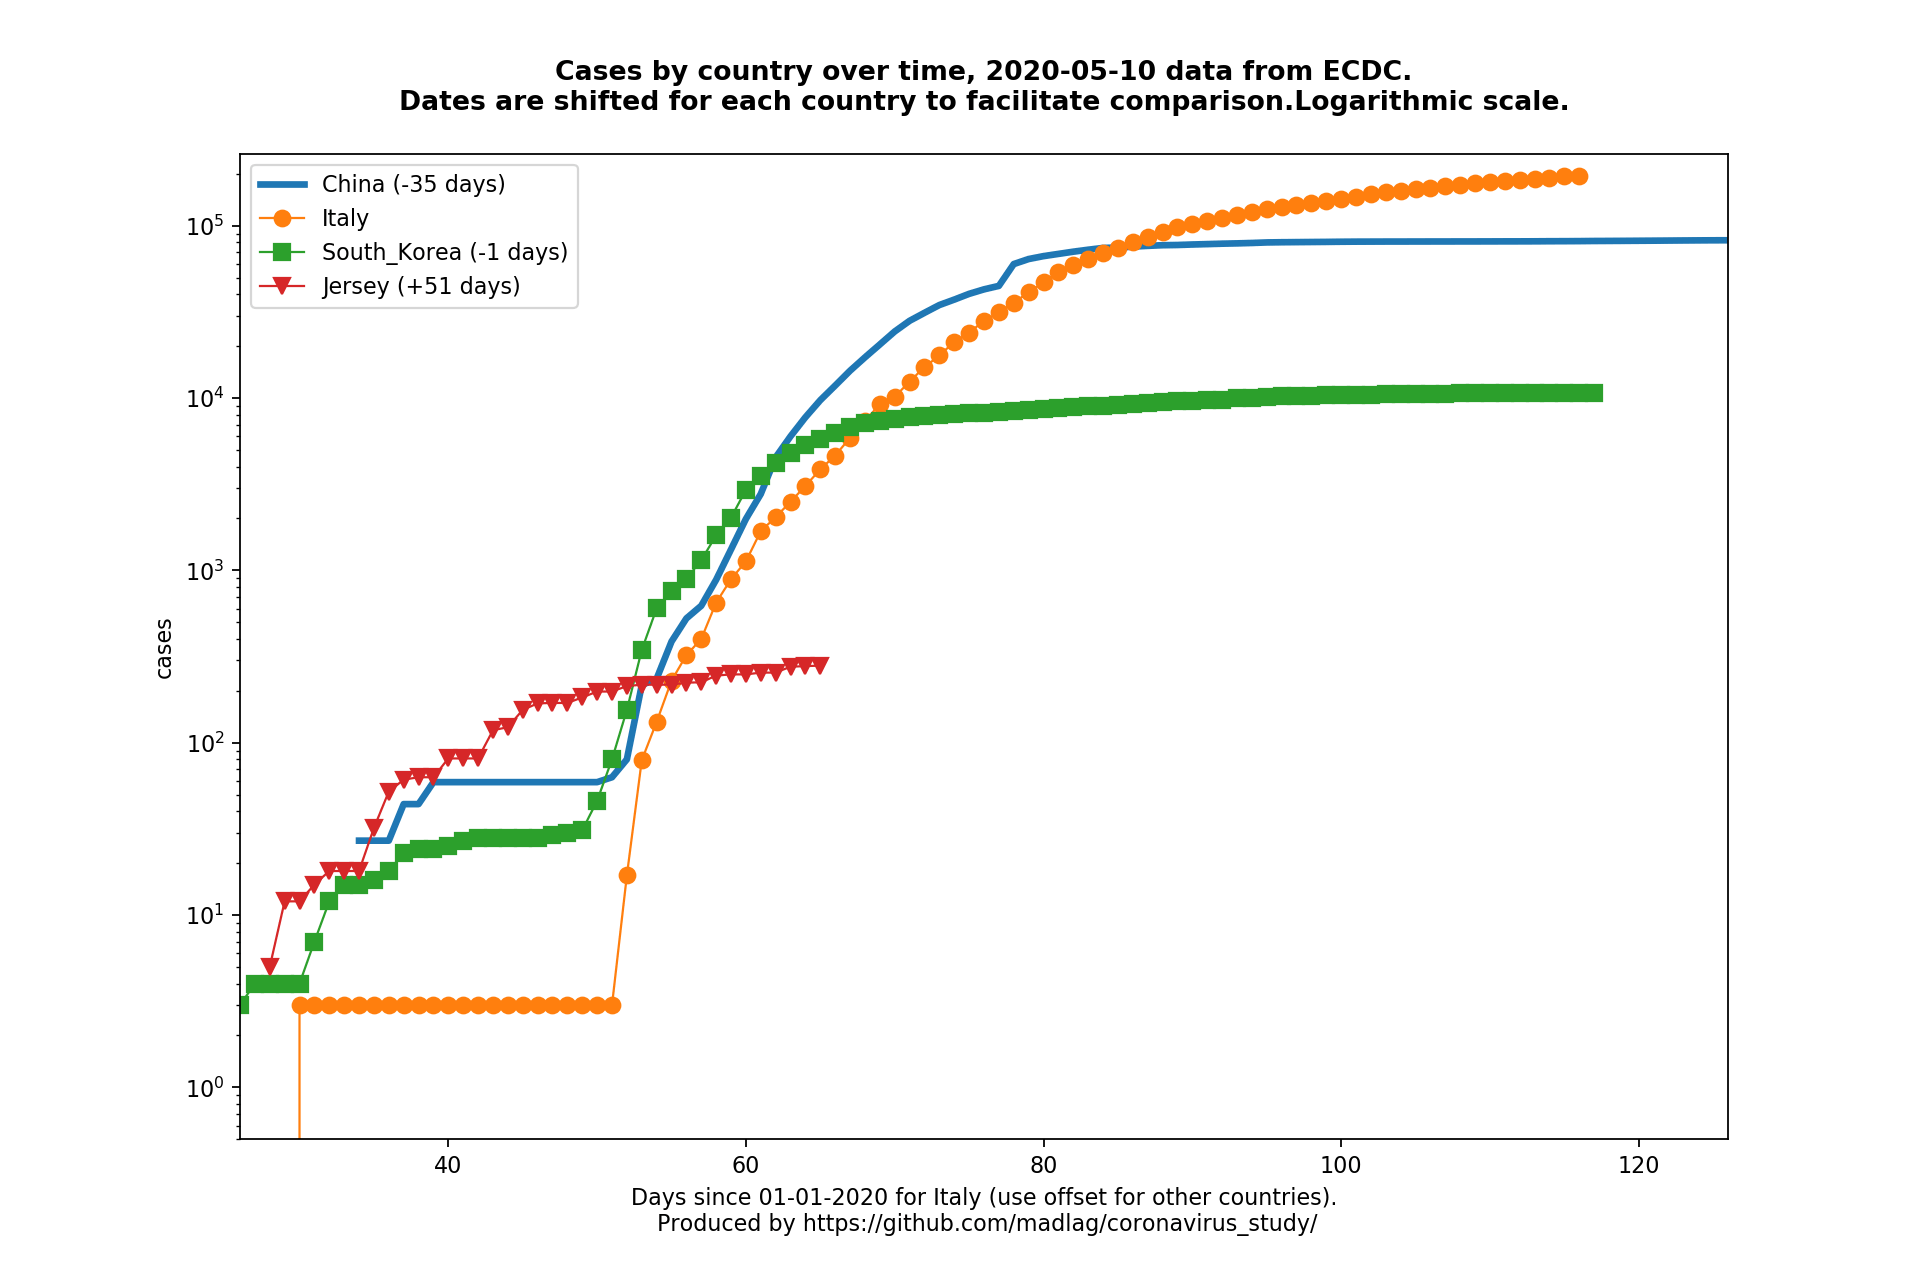 Cases by country over time, 2020-05-10 data from ECDC.
Dates are shifted for each country to facilitate comparison.Logarithmic scale.
China (-35 days)
Italy
South_Korea (-1 days)
Jersey (+51 days)
10^5
10^4
10^3
10^2
10^1
10^0
cases
40 60 80 100 120
Days since 01-01-2020 for Italy (use offset for other countries).
Produced by https://github.com/madlag/coronavirus_study/